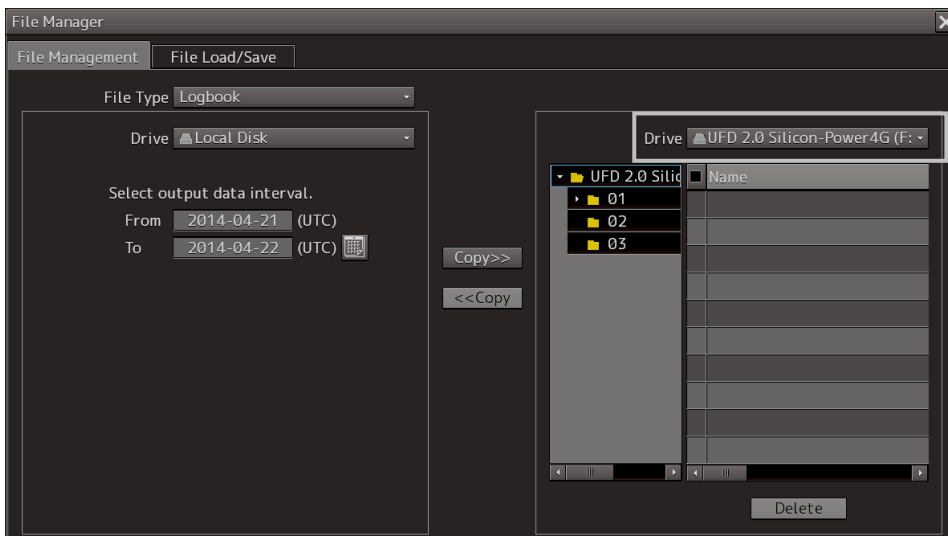 File Manager
File Management File Load/Save
File Type Logbook
Drive Local Disk
Select output data interval.
From 2014-04-21 (UTC)
To 2014-04-22 (UTC)
Copy>>
<<Copy
Drive UFD 2.0 Silicon-Power4G (F:
UFD 2.0 Silic Name
01
02
03
Delete